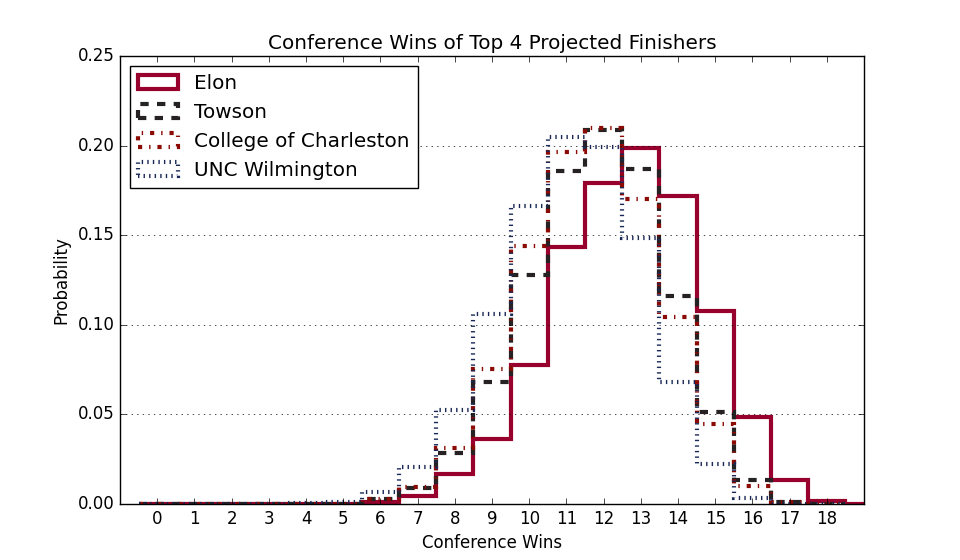 Conference Wins of Top 4 Projected Finishers
Elon
Towson
College of Charleston
UNC Wilmington
0.25
0.20
0.15
0.10
0.05
0.00
Probability
0 1 2 3 4 5 6 7 8 9 10 11 12 13 14 15 16 17 18
Conference Wins